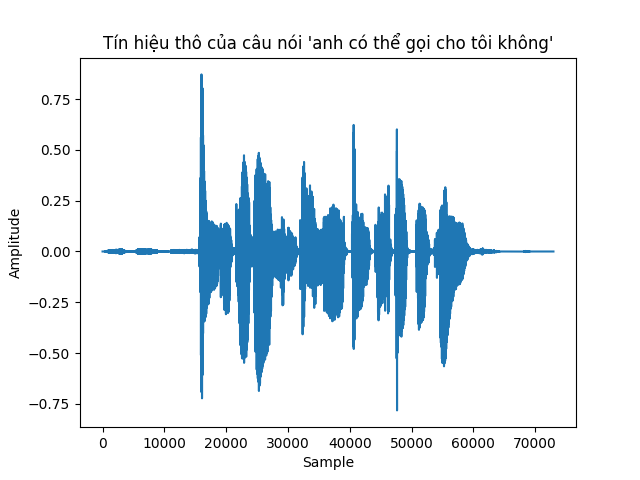 Tín hiệu thô của câu nói 'anh có thể gọi cho tôi không'
0.75
0.50
0.25
0.00
−0.25
−0.50
−0.75
Amplitude
0 10000 20000 30000 40000 50000 60000 70000
Sample